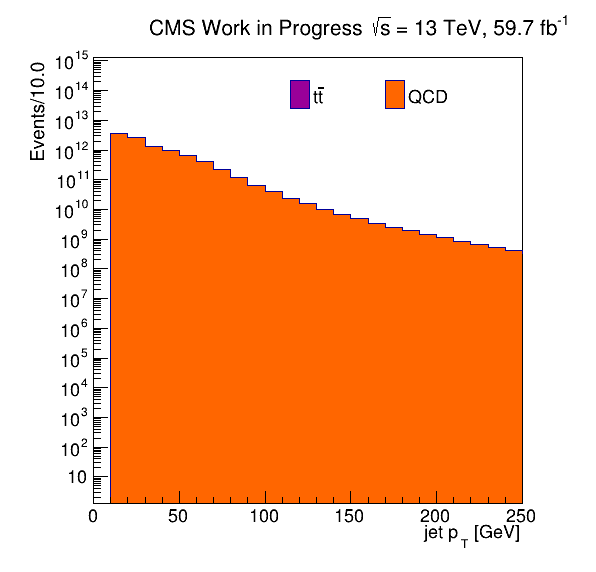 CMS Work in Progress √s = 13 TeV, 59.7 fb⁻¹
Events/10.0
10¹⁵
10¹⁴
10¹³
10¹²
10¹¹
10¹⁰
10⁹
10⁸
10⁷
10⁶
10⁵
10⁴
10³
10²
10
tt̄
QCD
0 50 100 150 200 250
jet p_T [GeV]